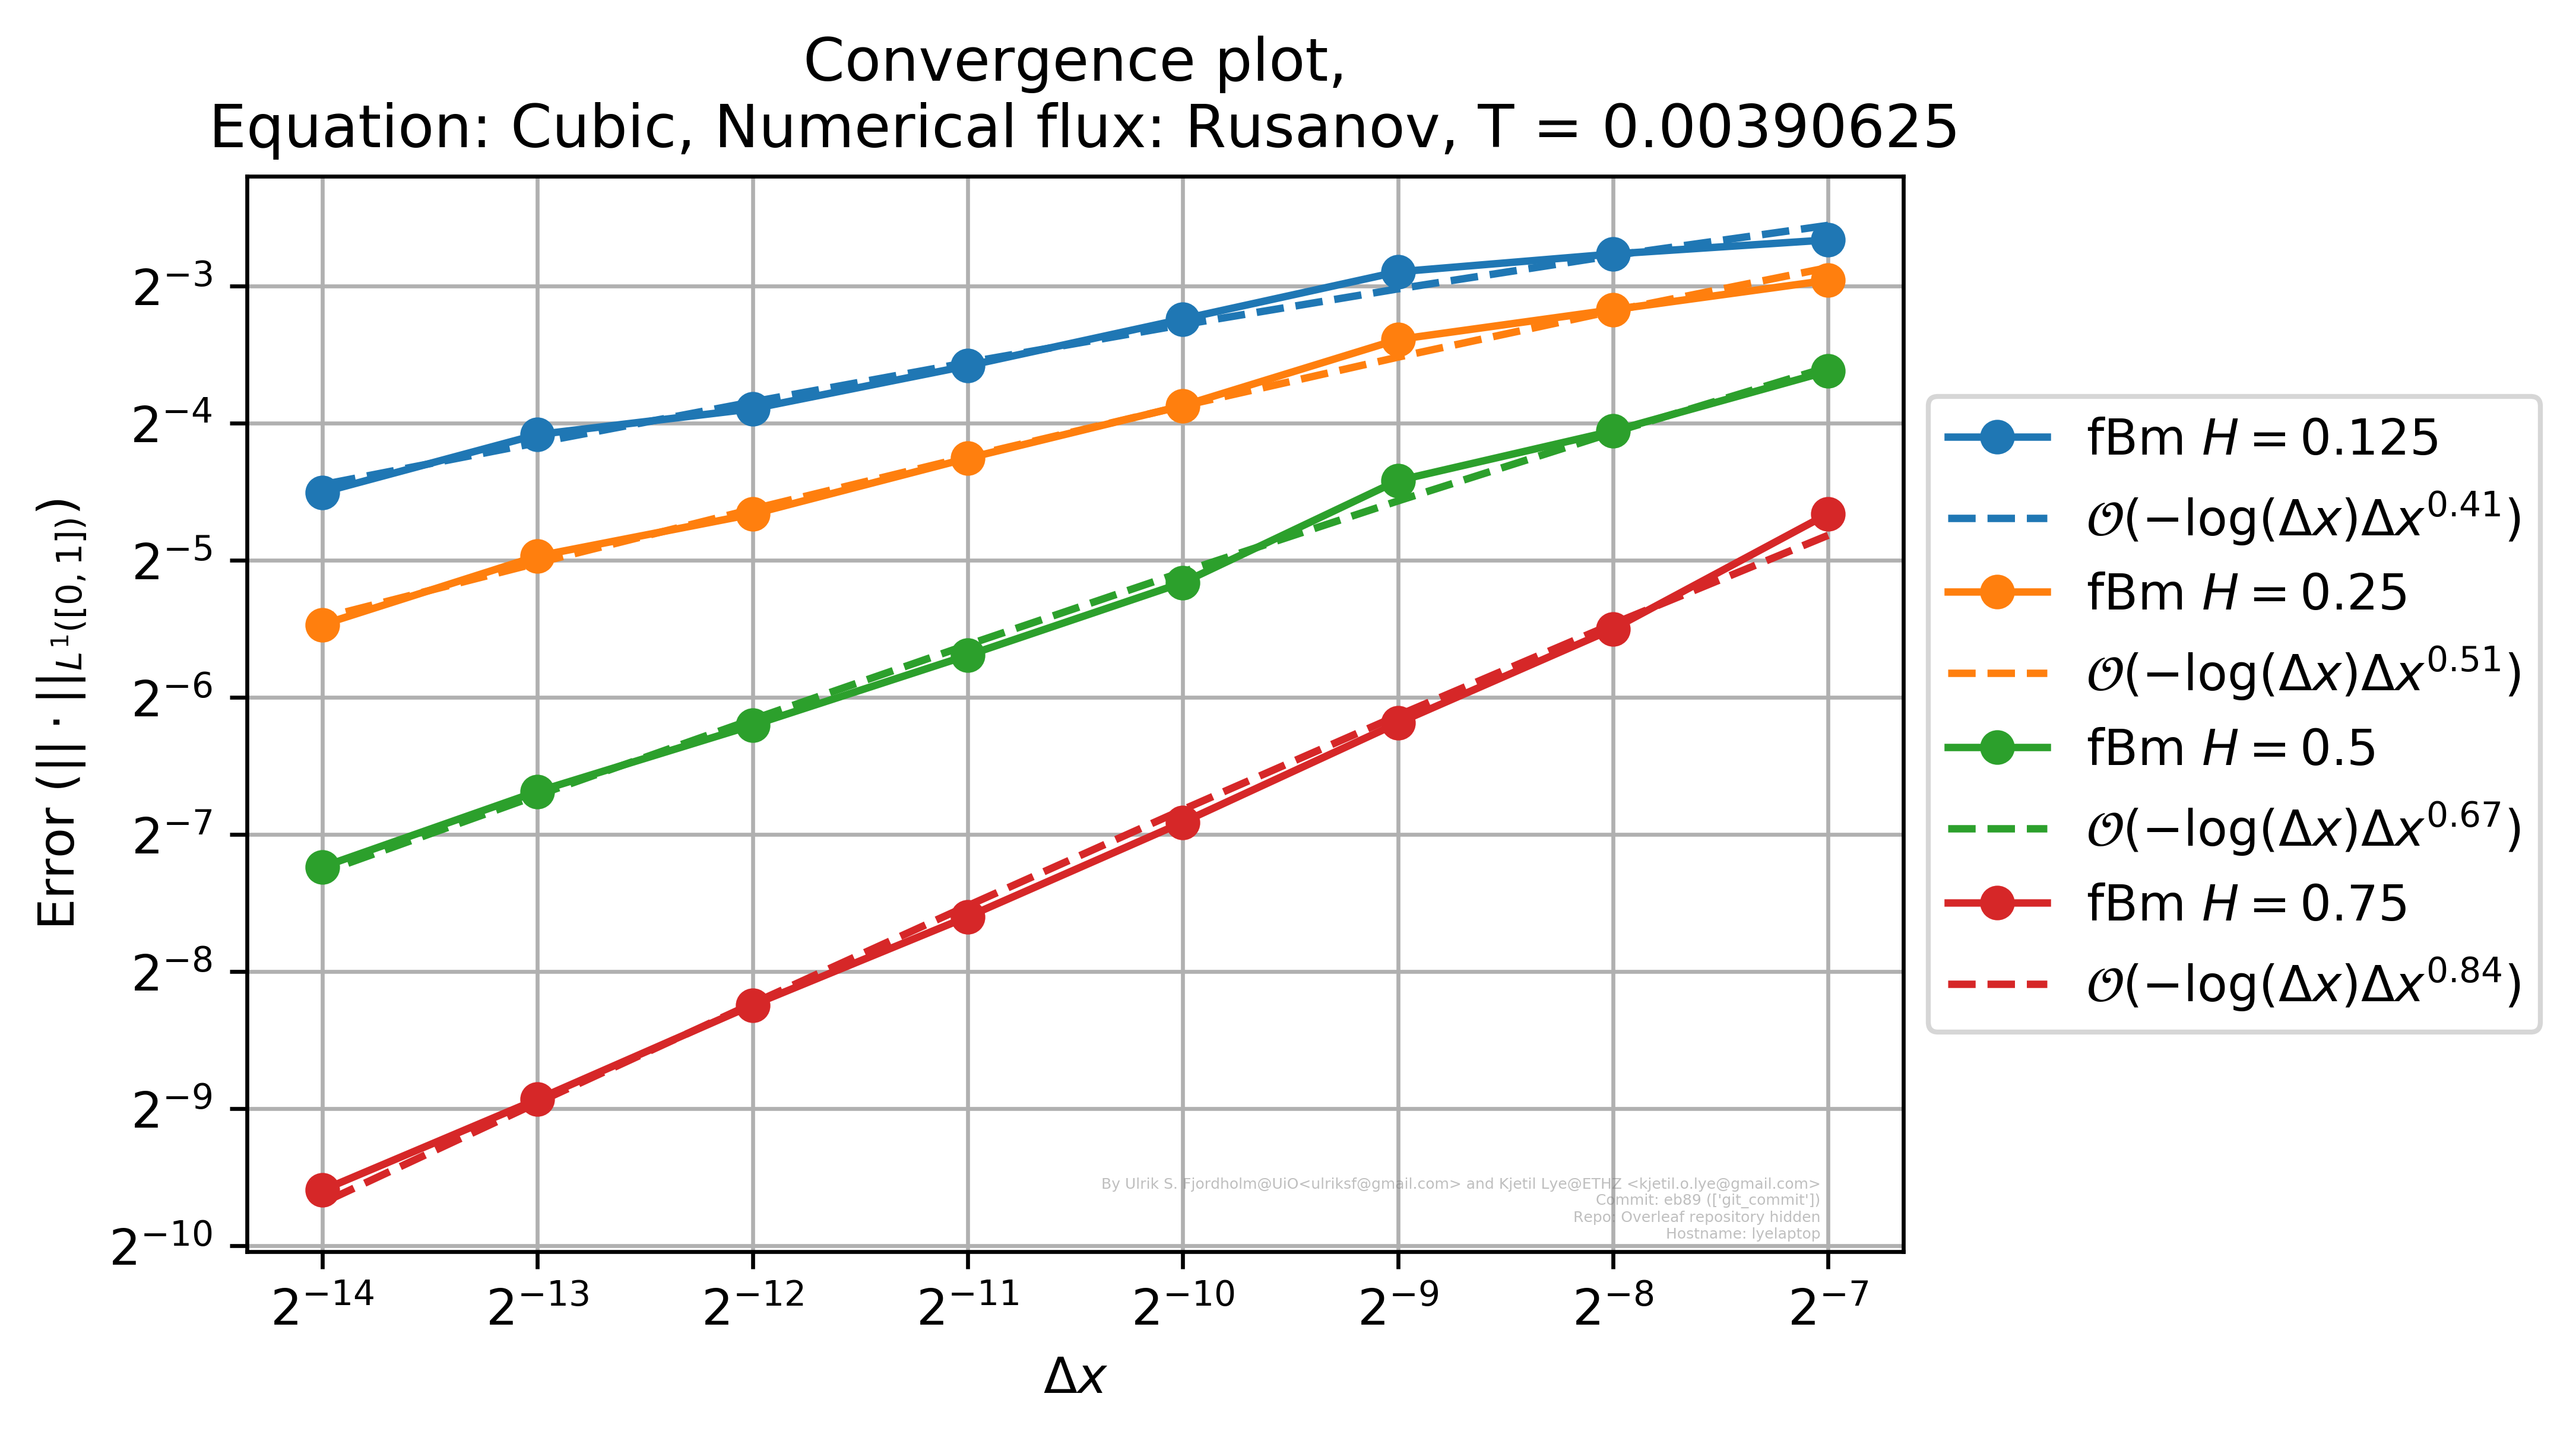 Convergence plot,
Equation: Cubic, Numerical flux: Rusanov, T = 0.00390625
Error (|| · ||_{L^1([0, 1])})
2^{−3}
2^{−4}
2^{−5}
2^{−6}
2^{−7}
2^{−8}
2^{−9}
2^{−10}
fBm H = 0.125
𝒪(−log(Δx)Δx^{0.41})
fBm H = 0.25
𝒪(−log(Δx)Δx^{0.51})
fBm H = 0.5
𝒪(−log(Δx)Δx^{0.67})
fBm H = 0.75
𝒪(−log(Δx)Δx^{0.84})
By Ulrik S. Fjordholm@UiO<ulriksf@gmail.com> and Kjetil Lye@ETHZ <kjetil.o.lye@gmail.com>
Commit: eb89 (['git_commit'])
Repo: Overleaf repository hidden
Hostname: lyelaptop
2^{−14} 2^{−13} 2^{−12} 2^{−11} 2^{−10} 2^{−9} 2^{−8} 2^{−7}
Δx